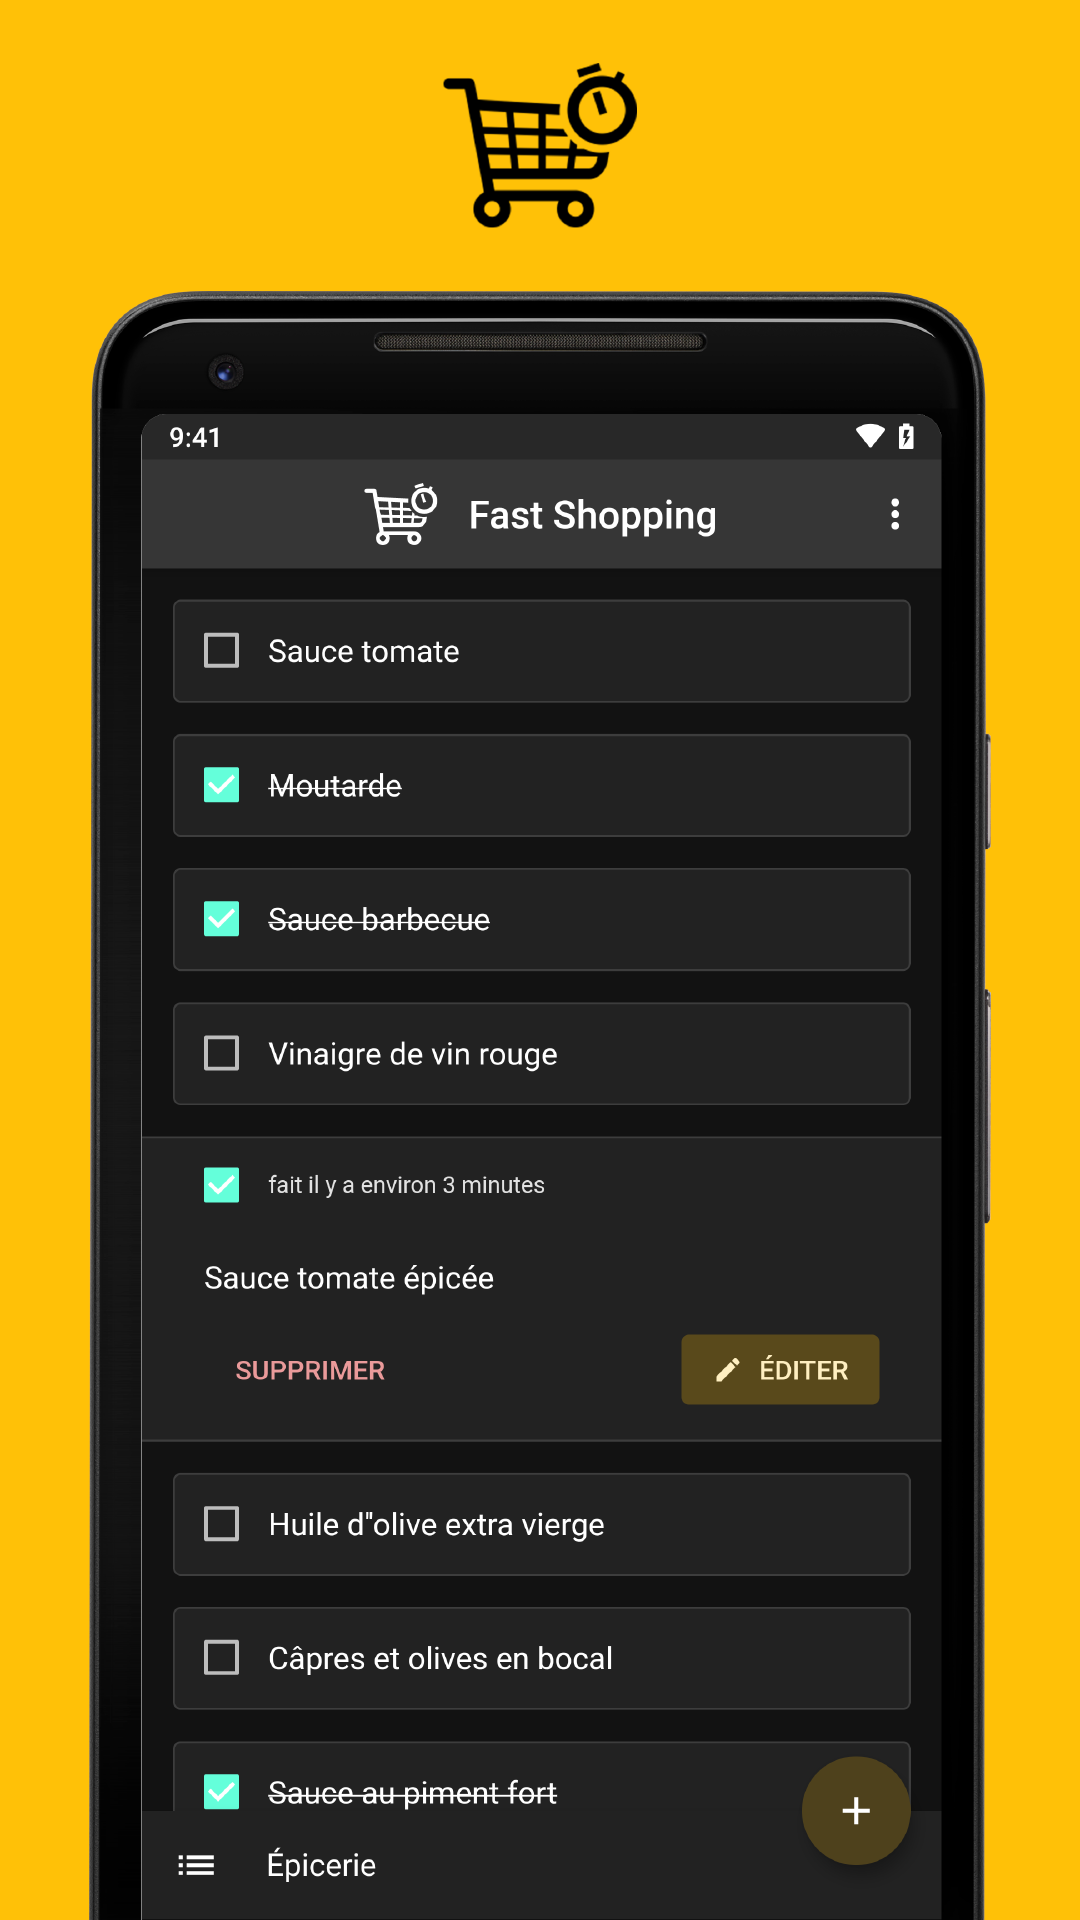 9:41
Fast Shopping
Sauce tomate
Moutarde
Sauce barbecue
Vinaigre de vin rouge
fait il y a environ 3 minutes
Sauce tomate épicée
SUPPRIMER
ÉDITER
Huile d"olive extra vierge
Câpres et olives en bocal
Sauce au piment fort
Épicerie